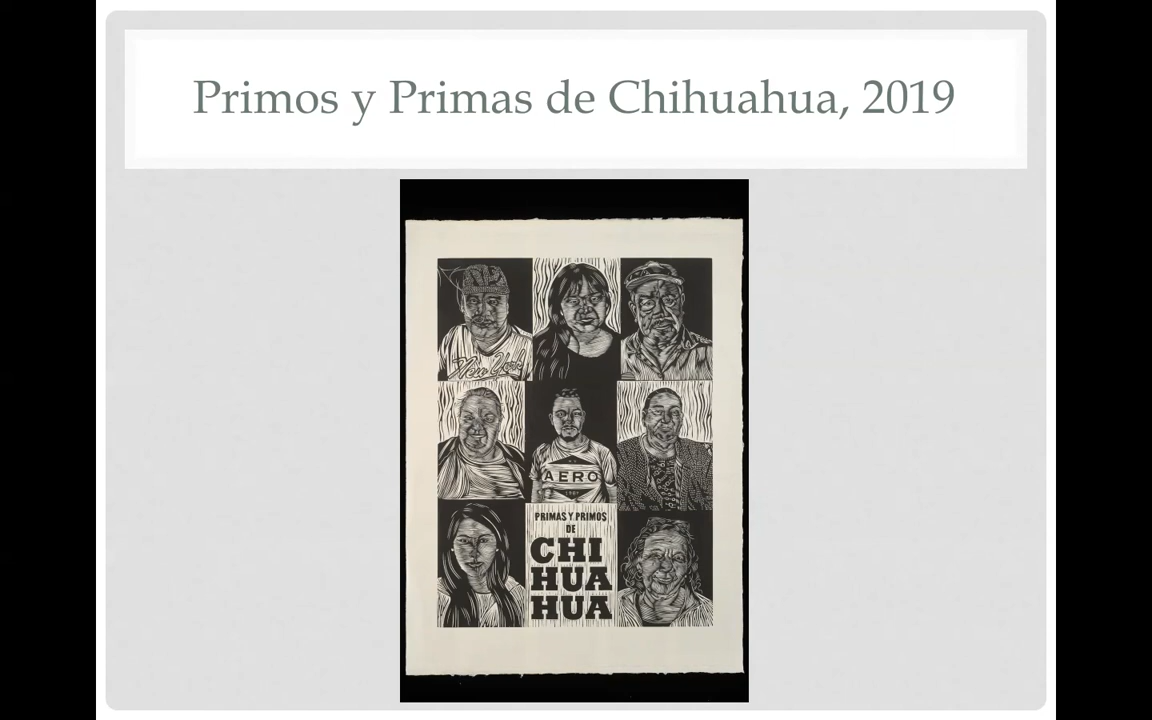 Primos y Primas de Chihuahua, 2019
New York
AERO
PRIMAS Y PRIMOS
DE
CHI
HUA
HUA